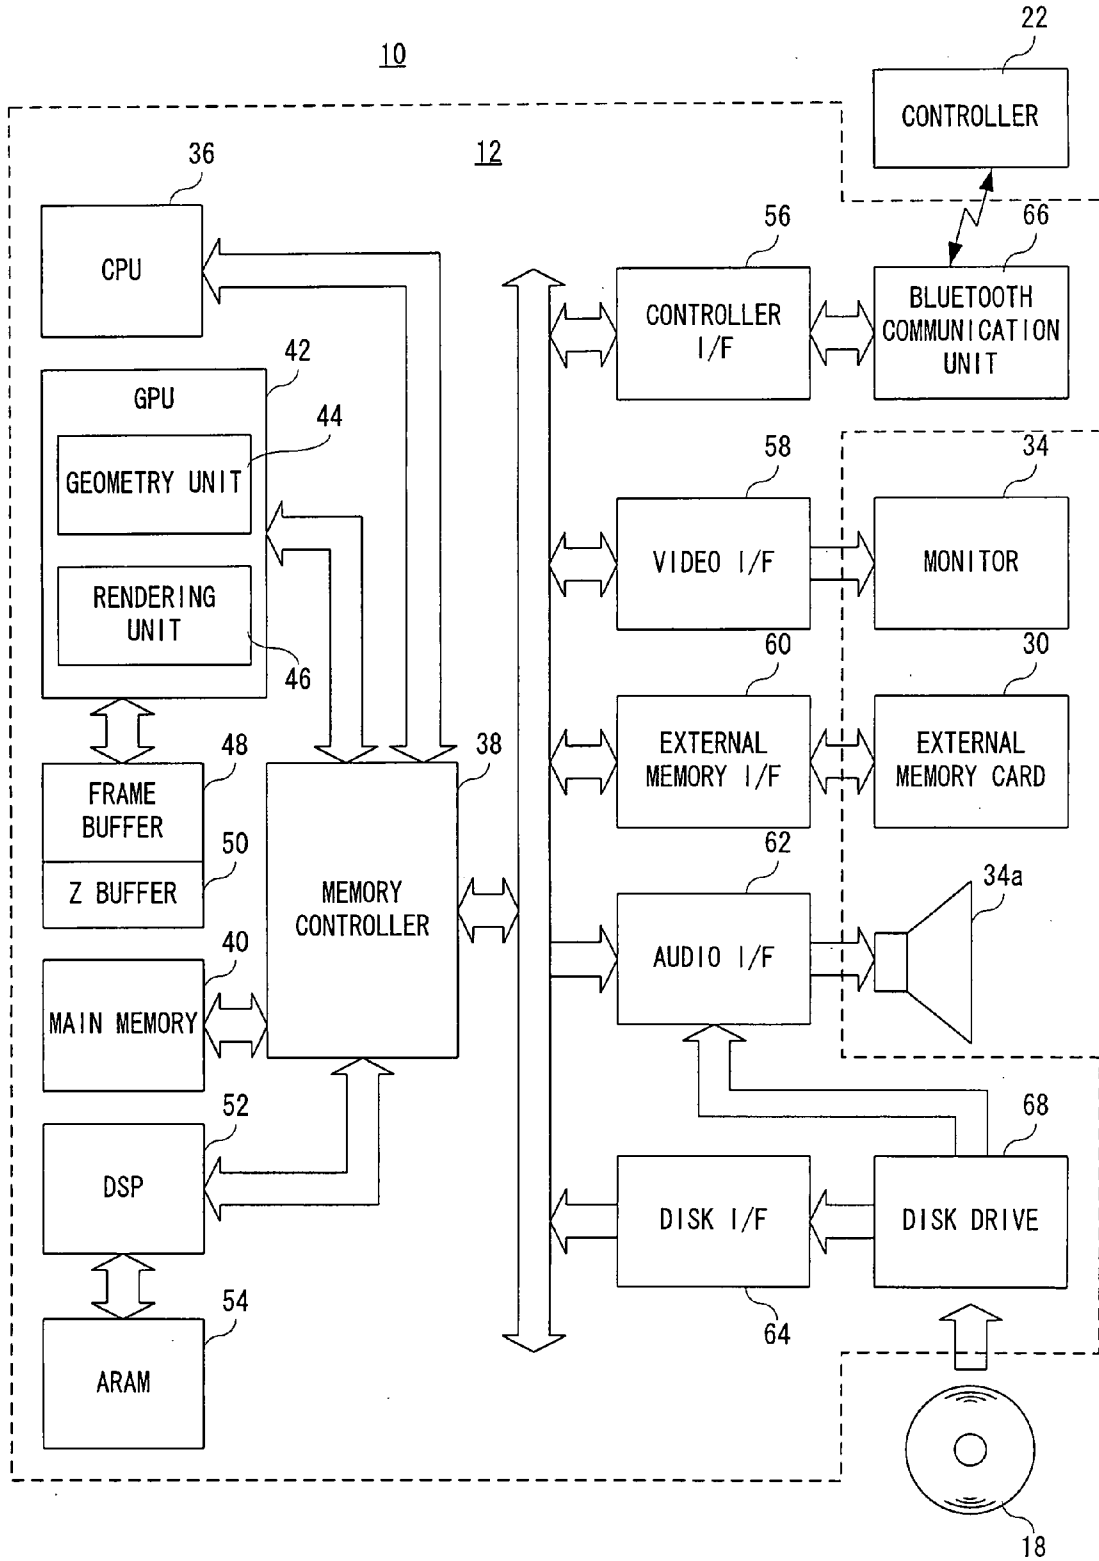 10
22
CONTROLLER
12
36
CPU
56
CONTROLLER
I/F
66
BLUETOOTH
COMMUNICATION
UNIT
42
GPU
44
GEOMETRY UNIT
RENDERING
UNIT
46
58
VIDEO I/F
34
MONITOR
60
EXTERNAL
MEMORY I/F
30
EXTERNAL
MEMORY CARD
48
FRAME
BUFFER
50
Z BUFFER
38
MEMORY
CONTROLLER
62
AUDIO I/F
34a
40
MAIN MEMORY
52
DSP
68
DISK DRIVE
DISK I/F
64
54
ARAM
18